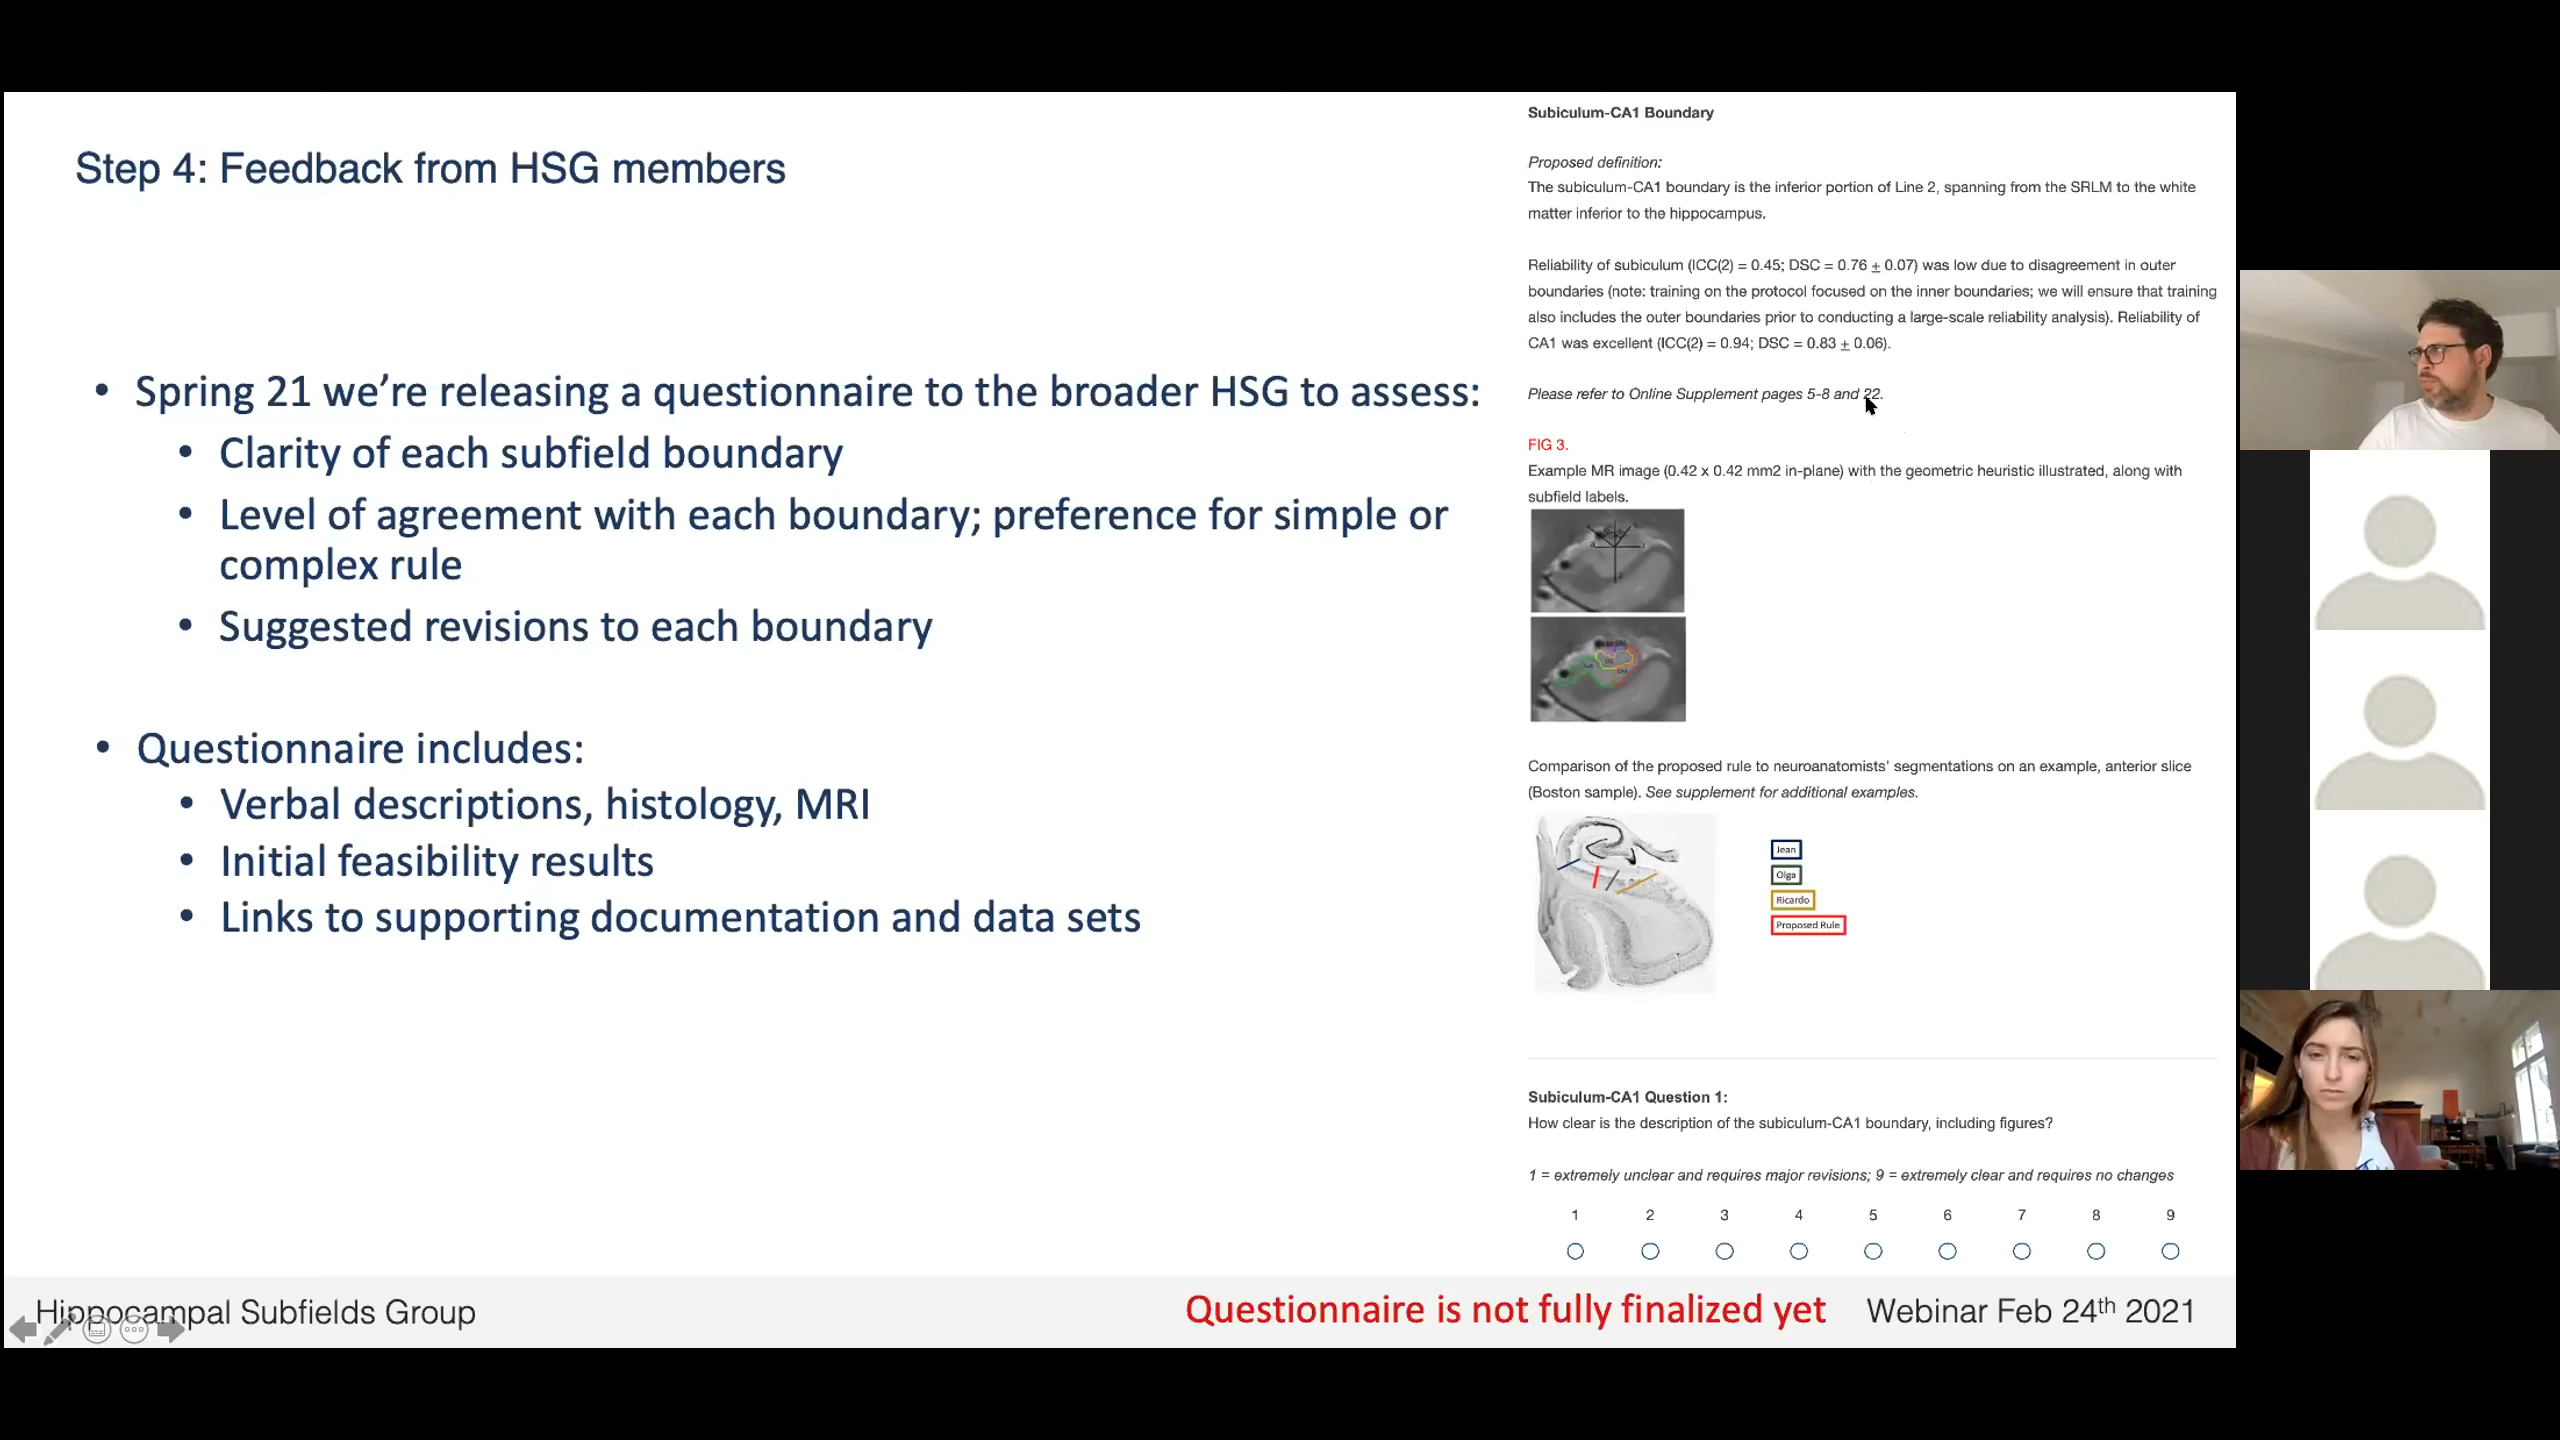 Step 4: Feedback from HSG members
• Spring 21 we're releasing a questionnaire to the broader HSG to assess:
• Clarity of each subfield boundary
• Level of agreement with each boundary; preference for simple or
complex rule
• Suggested revisions to each boundary
• Questionnaire includes:
• Verbal descriptions, histology, MRI
• Initial feasibility results
• Links to supporting documentation and data sets
Subiculum-CA1 Boundary
Proposed definition:
The subiculum-CA1 boundary is the inferior portion of Line 2, spanning from the SRLM to the white
matter inferior to the hippocampus.
Reliability of subiculum (ICC(2) = 0.45; DSC = 0.76 ± 0.07) was low due to disagreement in outer
boundaries (note: training on the protocol focused on the inner boundaries; we will ensure that training
also includes the outer boundaries prior to conducting a large-scale reliability analysis). Reliability of
CA1 was excellent (ICC(2) = 0.94; DSC = 0.83 ± 0.06).
Please refer to Online Supplement pages 5-8 and 22.
FIG 3.
Example MR image (0.42 x 0.42 mm2 in-plane) with the geometric heuristic illustrated, along with
subfield labels.
Comparison of the proposed rule to neuroanatomists' segmentations on an example, anterior slice
(Boston sample). See supplement for additional examples.
Jean
Olga
Ricardo
Proposed Rule
Subiculum-CA1 Question 1:
How clear is the description of the subiculum-CA1 boundary, including figures?
1 = extremely unclear and requires major revisions; 9 = extremely clear and requires no changes
1 2 3 4 5 6 7 8 9
Hippocampal Subfields Group
Questionnaire is not fully finalized yet
Webinar Feb 24th 2021